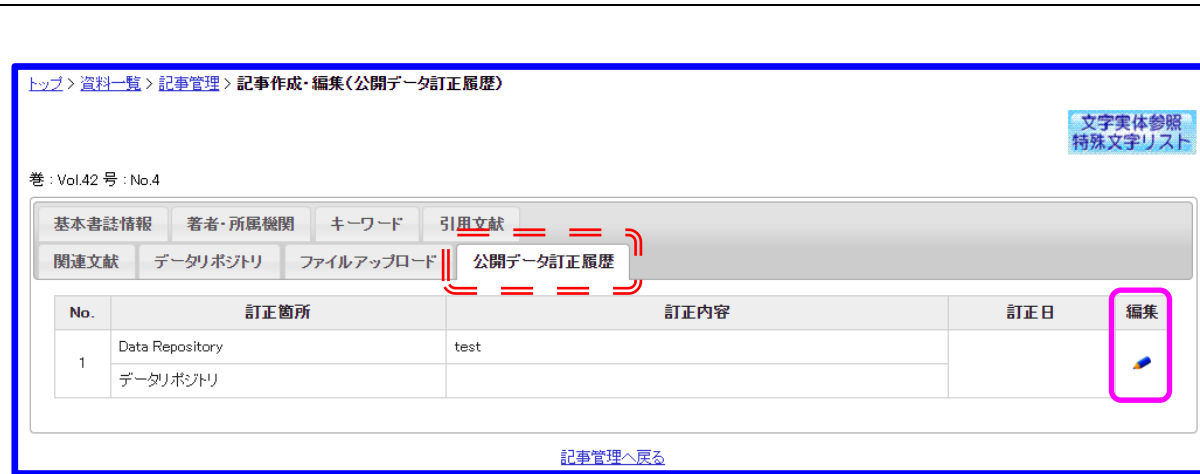 トップ > 資料一覧 > 記事管理 > 記事作成・編集(公開データ訂正履歴)
文字実体参照
特殊文字リスト
巻 : Vol.42 号 : No.4
基本書誌情報 著者・所属機関 キーワード 引用文献
関連文献 データリポジトリ ファイルアップロード 公開データ訂正履歴
No. 訂正箇所 訂正内容 訂正日 編集
1 Data Repository test
データリポジトリ
記事管理へ戻る